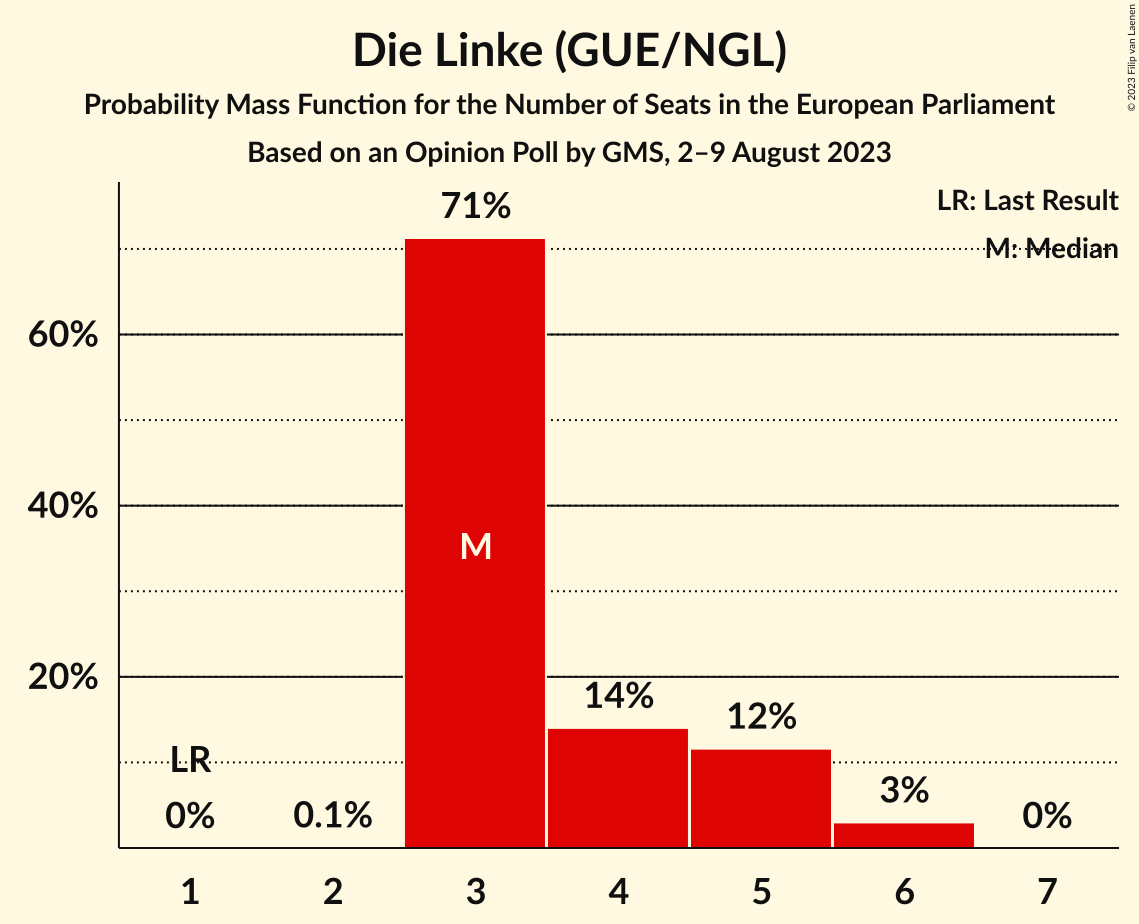 Die Linke (GUE/NGL)
Probability Mass Function for the Number of Seats in the European Parliament
Based on an Opinion Poll by GMS, 2–9 August 2023
© 2023 Filip van Laenen
LR: Last Result
M: Median
71%
60%
40%
M
20%
14%
12%
LR
3%
0%
0.1%
0%
1 2 3 4 5 6 7